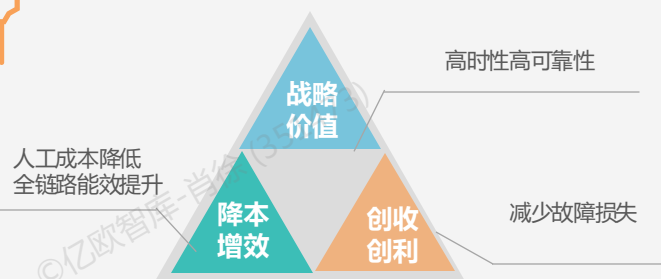 高时性高可靠性
战略
价值
人工成本降低
全链路能效提升
降本
增效
创收
创利
减少故障损失
©亿欧智库-肖徐